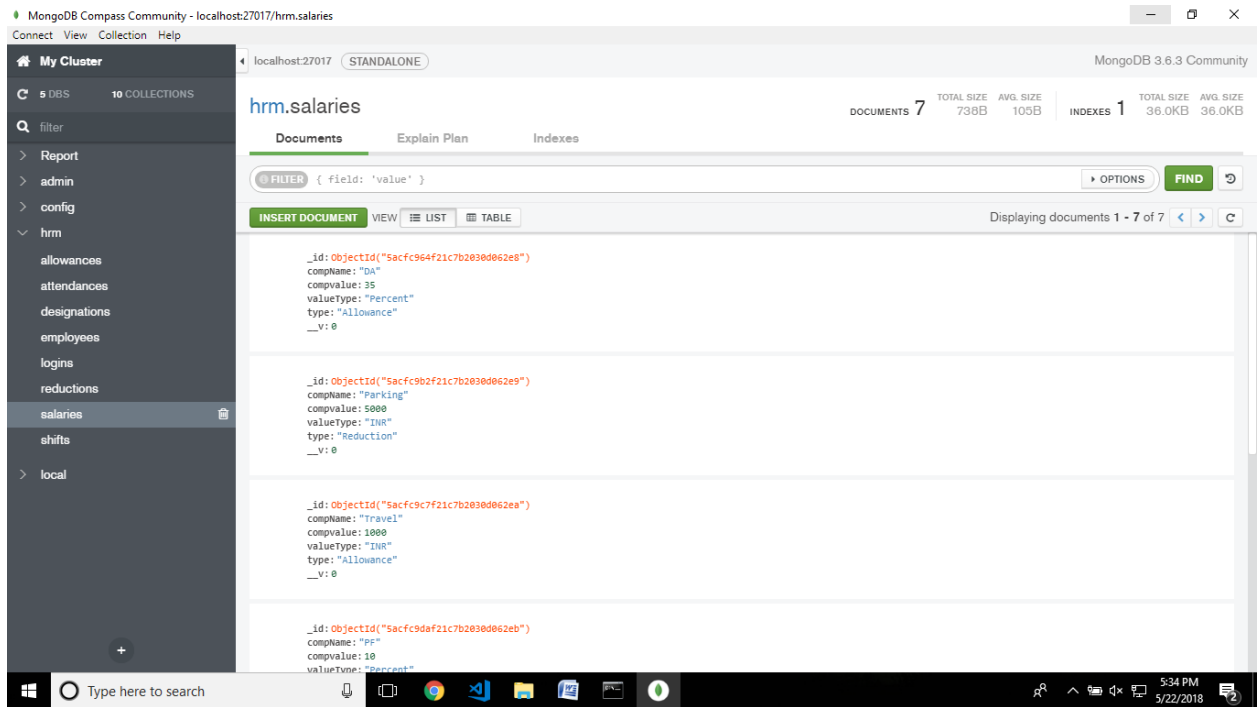 MongoDB Compass Community - localhost:27017/hrm.salaries
Connect View Collection Help
My Cluster
localhost:27017 STANDALONE MongoDB 3.6.3 Community
5 DBS 10 COLLECTIONS
filter
hrm.salaries
DOCUMENTS 7 TOTAL SIZE 738B AVG. SIZE 105B INDEXES 1 TOTAL SIZE 36.0KB AVG. SIZE 36.0KB
Documents Explain Plan Indexes
FILTER { field: 'value' } OPTIONS FIND
INSERT DOCUMENT VIEW LIST TABLE Displaying documents 1 - 7 of 7
Report
admin
config
hrm
allowances
attendances
designations
employees
logins
reductions
salaries
shifts
local
_id: ObjectId("5acfc964f21c7b2030d062e8")
compName: "DA"
compvalue: 35
valueType: "Percent"
type: "Allowance"
__v: 0
_id: ObjectId("5acfc9b2f21c7b2030d062e9")
compName: "Parking"
compvalue: 5000
valueType: "INR"
type: "Reduction"
__v: 0
_id: ObjectId("5acfc9c7f21c7b2030d062ea")
compName: "Travel"
compvalue: 1000
valueType: "INR"
type: "Allowance"
__v: 0
_id: ObjectId("5acfc9daf21c7b2030d062eb")
compName: "PF"
compvalue: 10
valueType: "Percent"
Type here to search
5:34 PM
5/22/2018
2